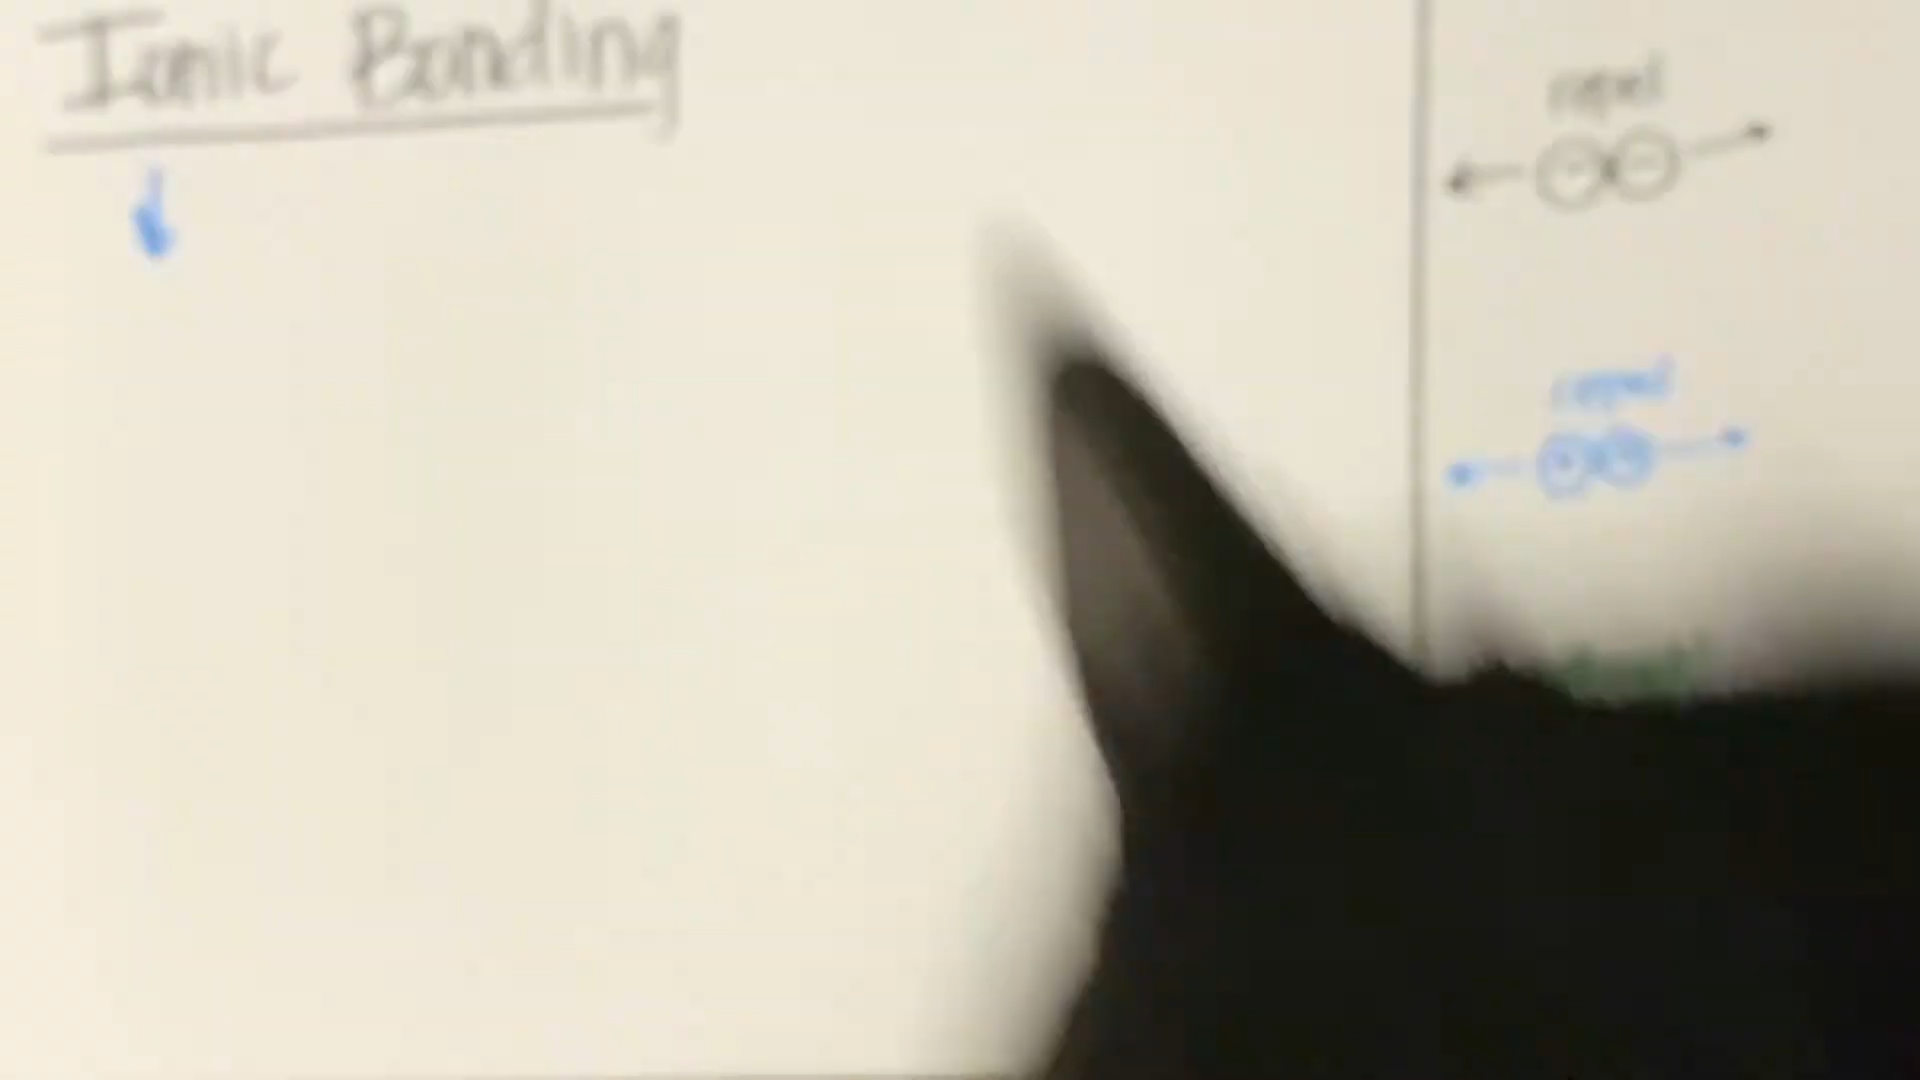 Ionic Bonding
repel
− −
repel
+ +